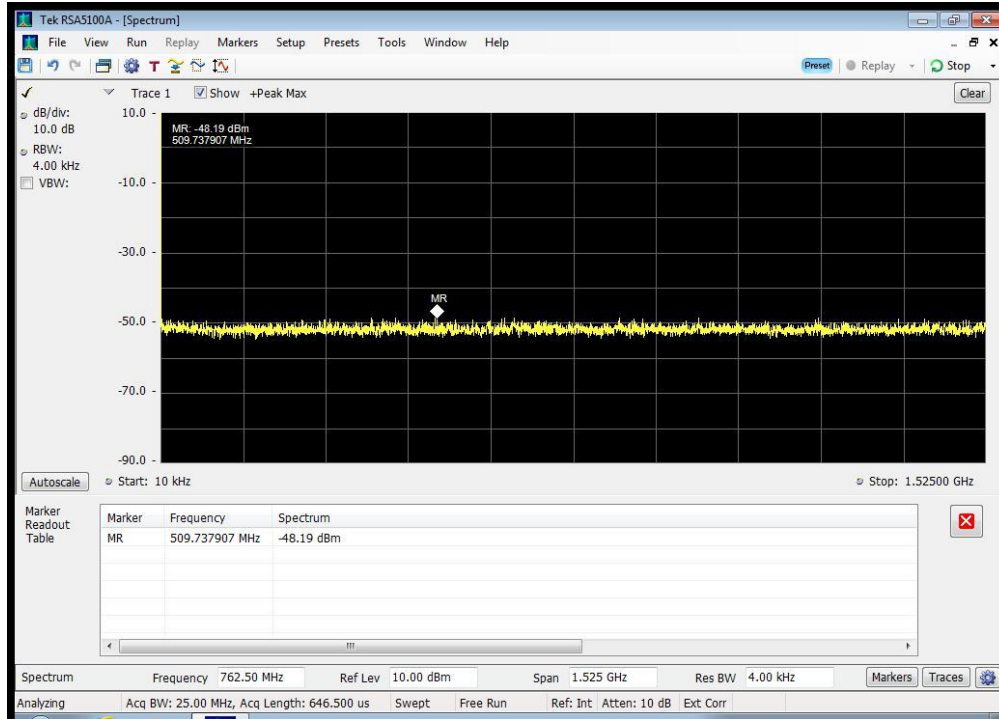 Tek RSA5100A - [Spectrum]
File View Run Replay Markers Setup Presets Tools Window Help
Preset Replay Stop
Trace 1 Show +Peak Max Clear
dB/div:
10.0 dB
RBW:
4.00 kHz
VBW:
10.0
MR: -48.19 dBm
509.737907 MHz
-10.0
-30.0
MR
-50.0
-70.0
-90.0
Autoscale Start: 10 kHz Stop: 1.52500 GHz
Marker
Readout
Table
Marker Frequency Spectrum
MR 509.737907 MHz -48.19 dBm
Spectrum Frequency 762.50 MHz Ref Lev 10.00 dBm Span 1.525 GHz Res BW 4.00 kHz Markers Traces
Analyzing Acq BW: 25.00 MHz, Acq Length: 646.500 us Swept Free Run Ref: Int Atten: 10 dB Ext Corr